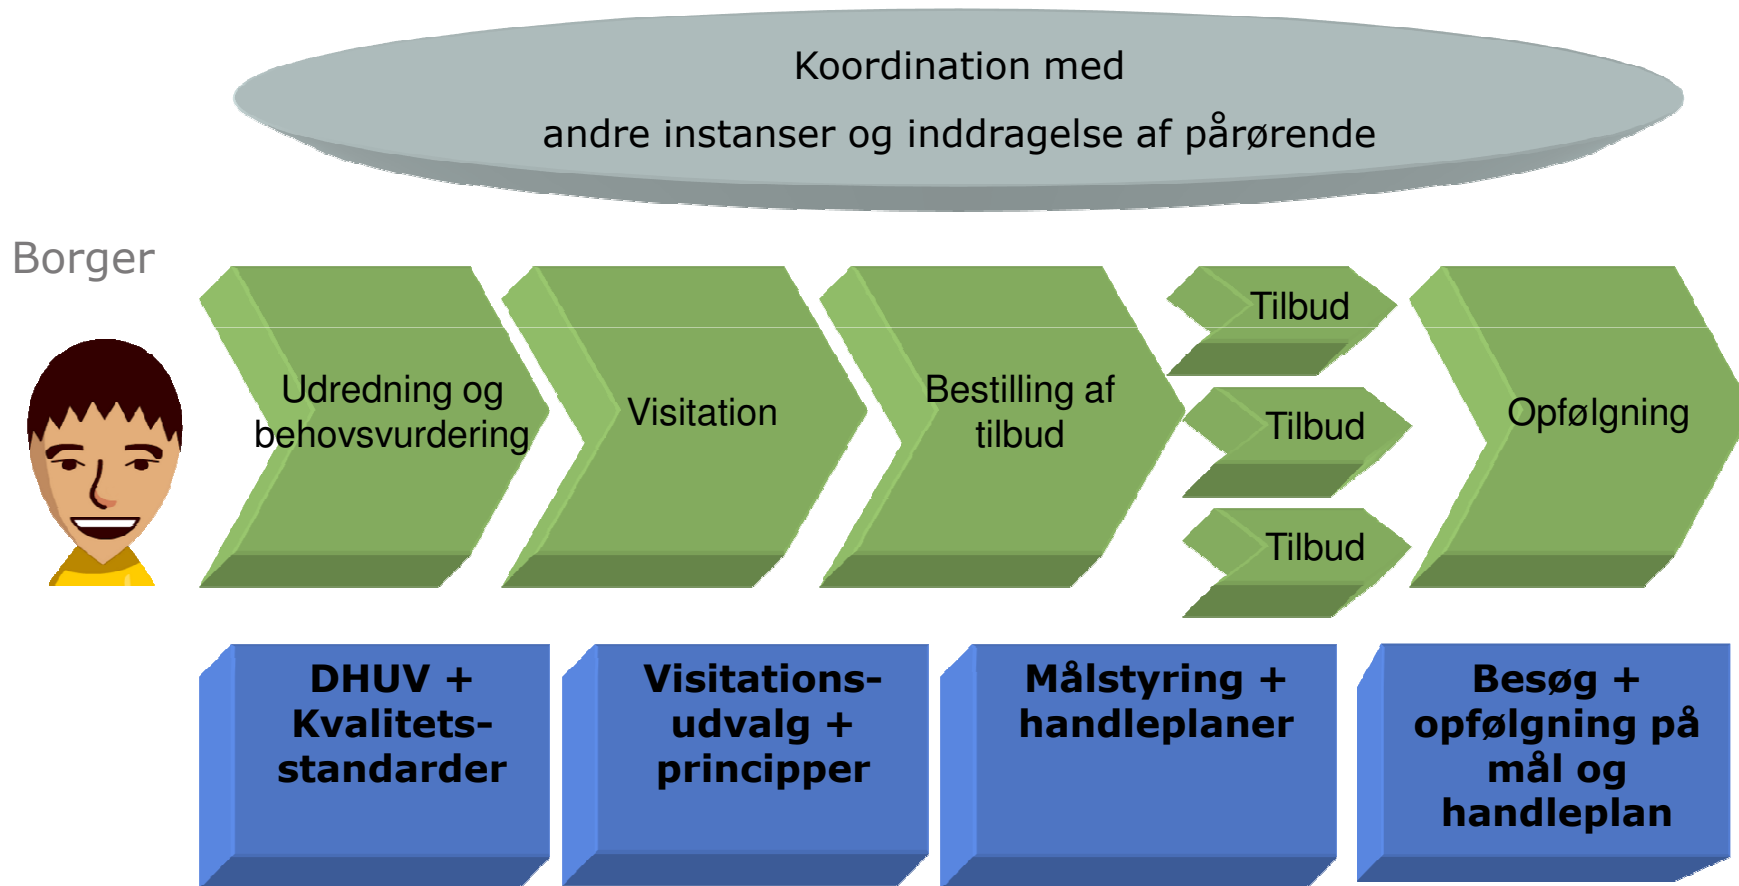 Koordination med
andre instanser og inddragelse af pårørende
Borger
Udredning og
behovsvurdering
Visitation
Bestilling af
tilbud
Tilbud
Tilbud
Tilbud
Opfølgning
DHUV +
Kvalitets-
standarder
Visitations-
udvalg +
principper
Målstyring +
handleplaner
Besøg +
opfølgning på
mål og
handleplan